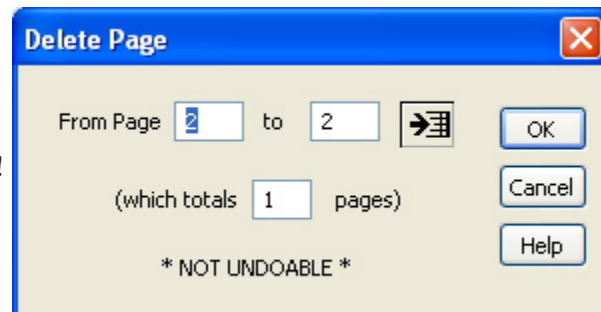 Delete Page
From Page 2 to 2
OK
!
(which totals 1 pages)
Cancel
Help
* NOT UNDOABLE *